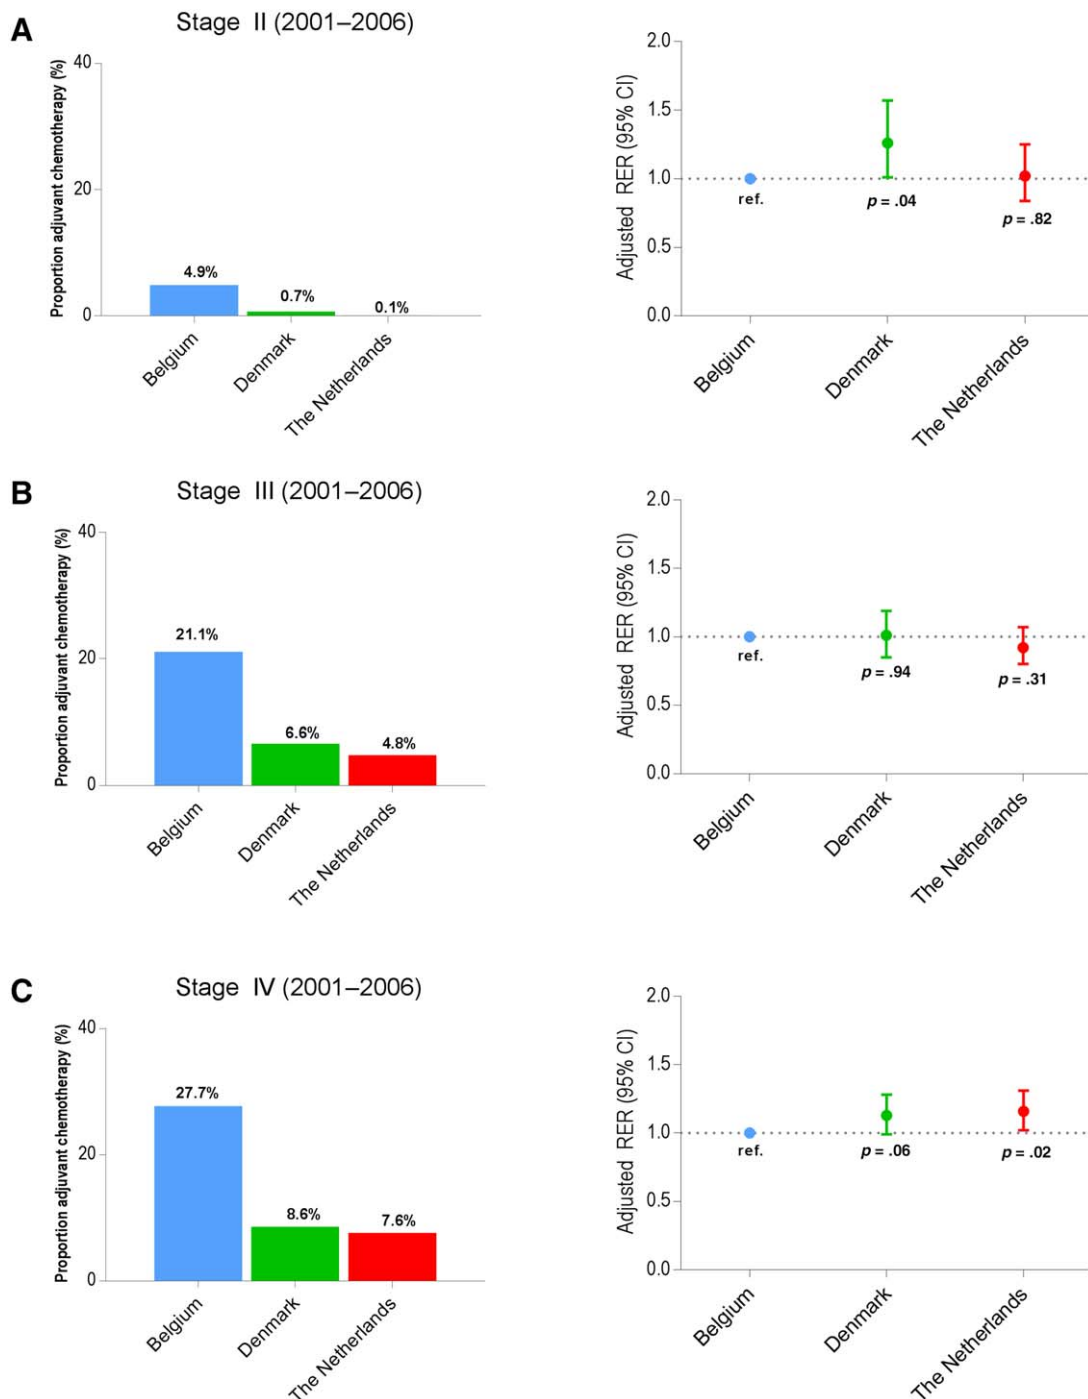 A
Stage II (2001–2006)
Proportion adjuvant chemotherapy (%)
40
20
0
4.9%
0.7%
0.1%
Belgium
Denmark
The Netherlands
Adjusted RER (95% CI)
2.0
1.5
1.0
0.5
0.0
ref.
p = .04
p = .82
Belgium
Denmark
The Netherlands
B
Stage III (2001–2006)
Proportion adjuvant chemotherapy (%)
40
20
0
21.1%
6.6%
4.8%
Belgium
Denmark
The Netherlands
Adjusted RER (95% CI)
2.0
1.5
1.0
0.5
0.0
ref.
p = .94
p = .31
Belgium
Denmark
The Netherlands
C
Stage IV (2001–2006)
Proportion adjuvant chemotherapy (%)
40
20
0
27.7%
8.6%
7.6%
Belgium
Denmark
The Netherlands
Adjusted RER (95% CI)
2.0
1.5
1.0
0.5
0.0
ref.
p = .06
p = .02
Belgium
Denmark
The Netherlands